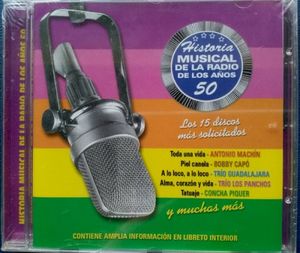 HISTORIA MUSICAL DE LA RADIO DE LOS AÑOS 50
Historia
MUSICAL
DE LA RADIO
DE LOS AÑOS
50
Los 15 discos
más solicitados
Toda una vida - ANTONIO MACHÍN
Piel canela - BOBBY CAPÓ
A lo loco, a lo loco - TRÍO GUADALAJARA
Alma, corazón y vida - TRÍO LOS PANCHOS
Tatuaje - CONCHA PIQUER
y muchas más
CONTIENE AMPLIA INFORMACIÓN EN LIBRETO INTERIOR